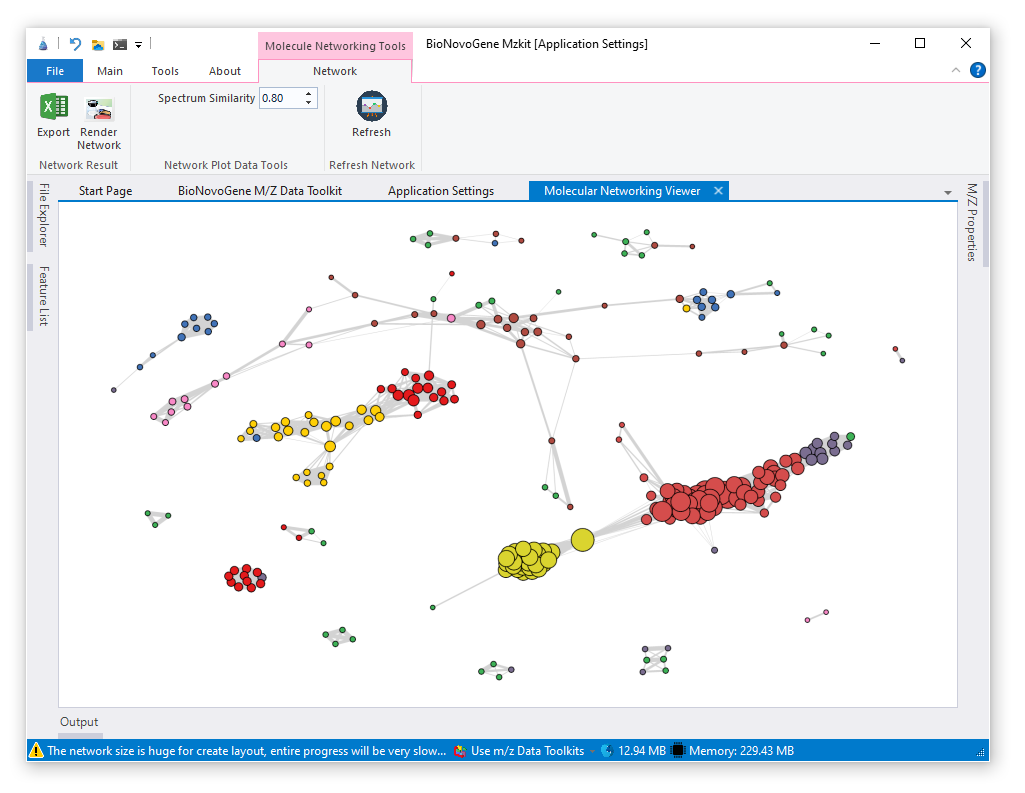 Molecule Networking Tools
BioNovoGene Mzkit [Application Settings]
File
Main
Tools
About
Network
?
Export
Render
Network
Network Result
Spectrum Similarity
0.80
Network Plot Data Tools
Refresh
Refresh Network
File Explorer
Feature List
Start Page
BioNovoGene M/Z Data Toolkit
Application Settings
Molecular Networking Viewer
M/Z Properties
Output
The network size is huge for create layout, entire progress will be very slow...
Use m/z Data Toolkits
12.94 MB
Memory: 229.43 MB